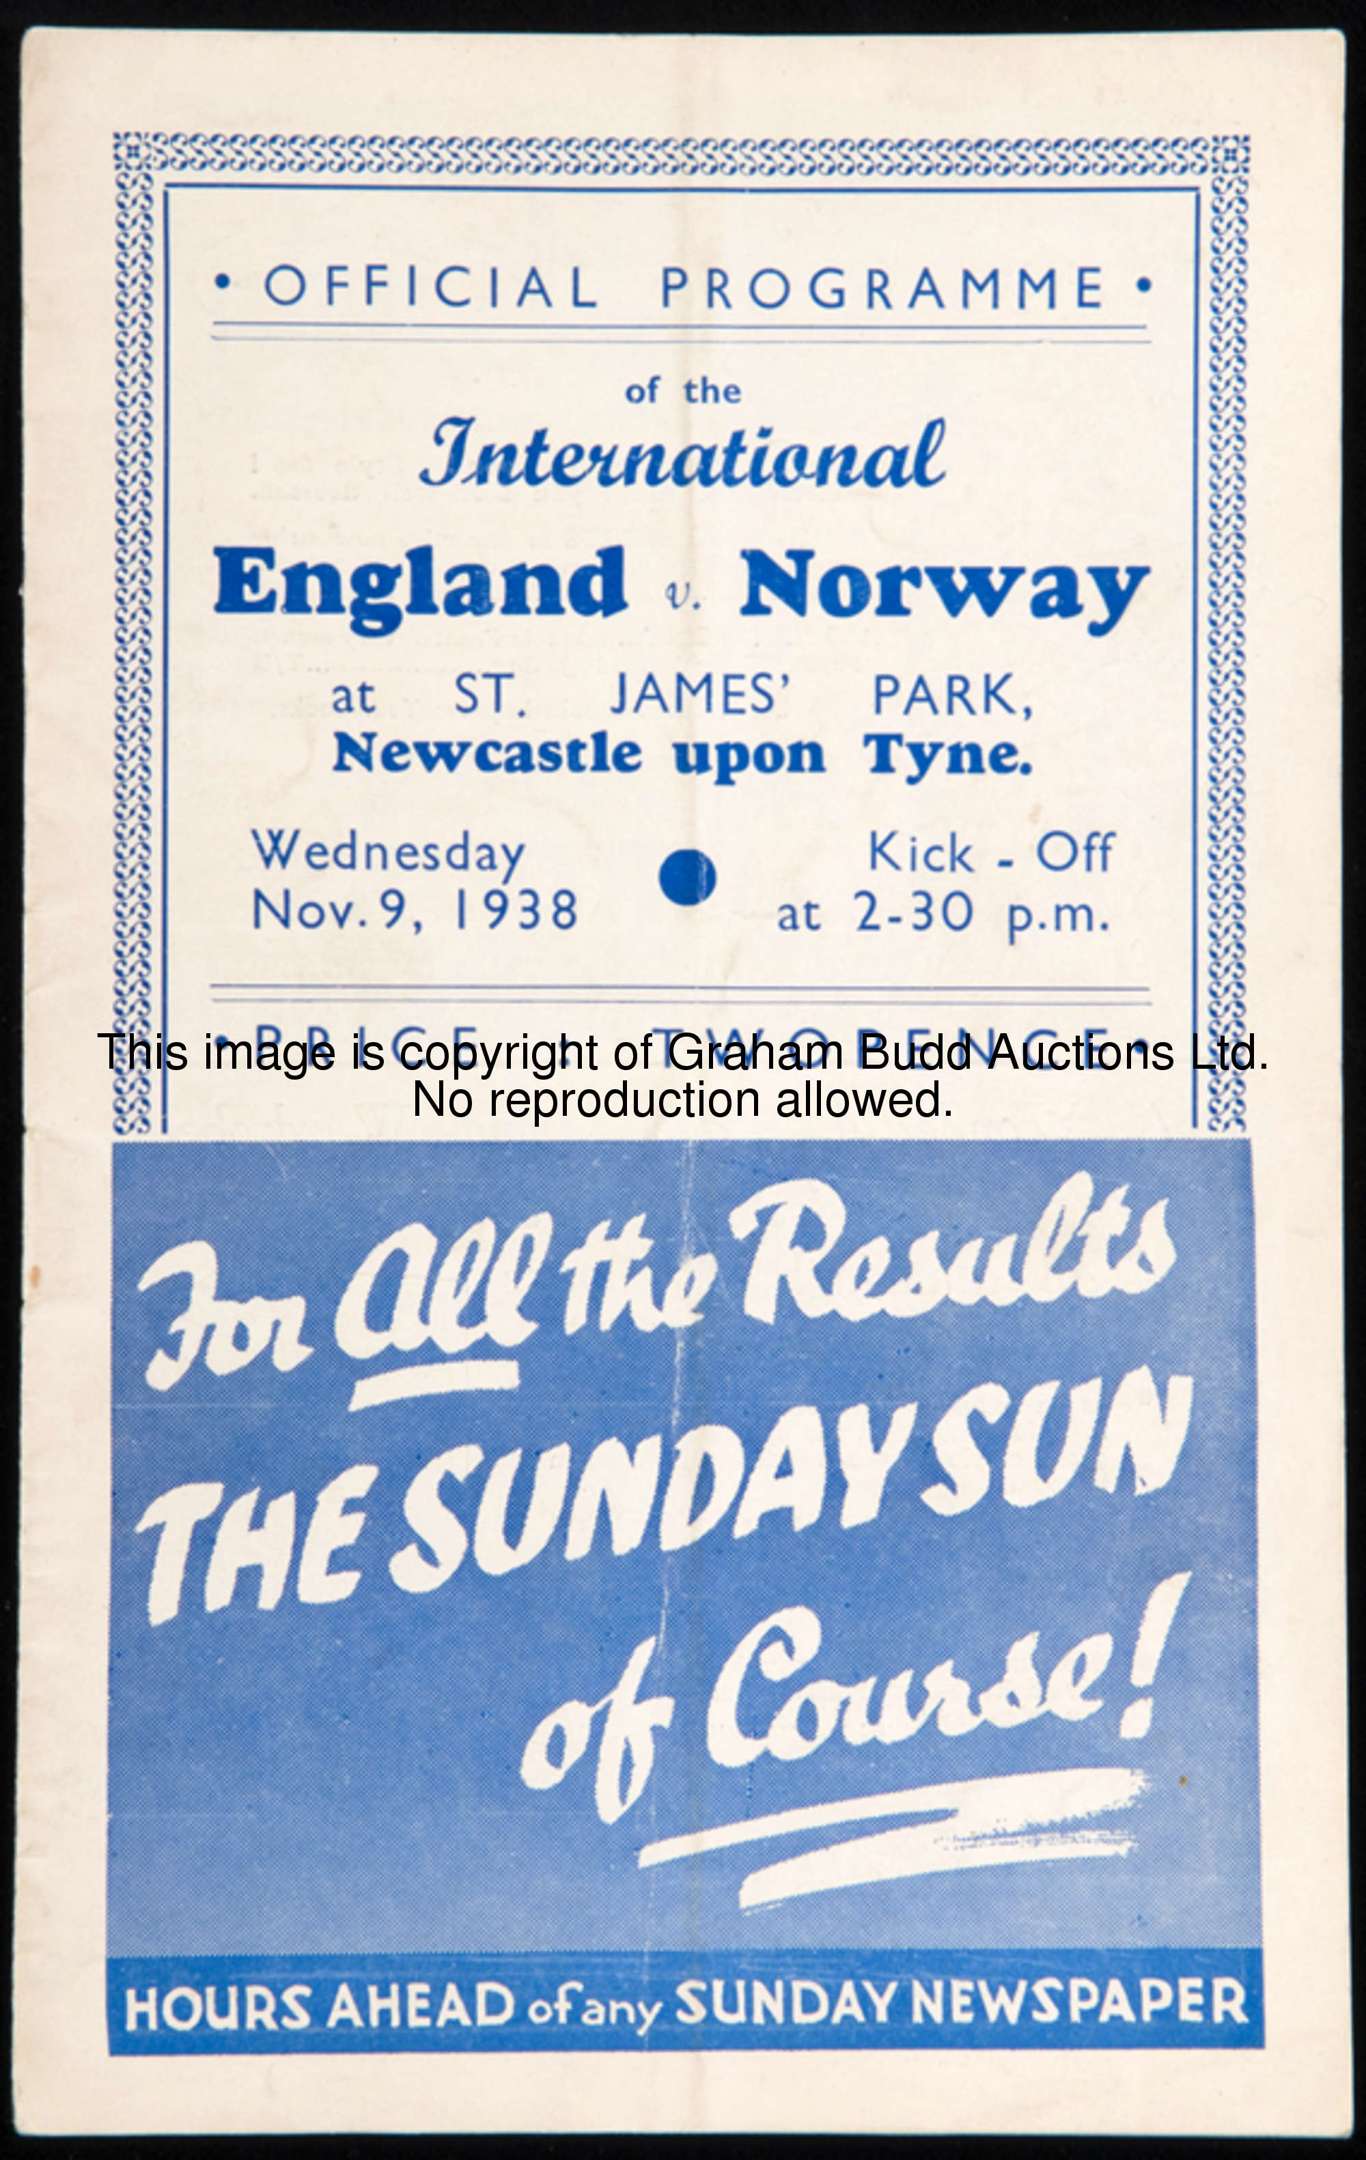 • OFFICIAL PROGRAMME •
of the
International
England v. Norway
at ST. JAMES' PARK,
Newcastle upon Tyne.
Wednesday
Nov. 9, 1938
Kick - Off
at 2-30 p.m.
• PRICE : TWOPENCE •
This image is copyright of Graham Budd Auctions Ltd.
No reproduction allowed.
For All the Results
THE SUNDAY SUN
of Course!
HOURS AHEAD of any SUNDAY NEWSPAPER